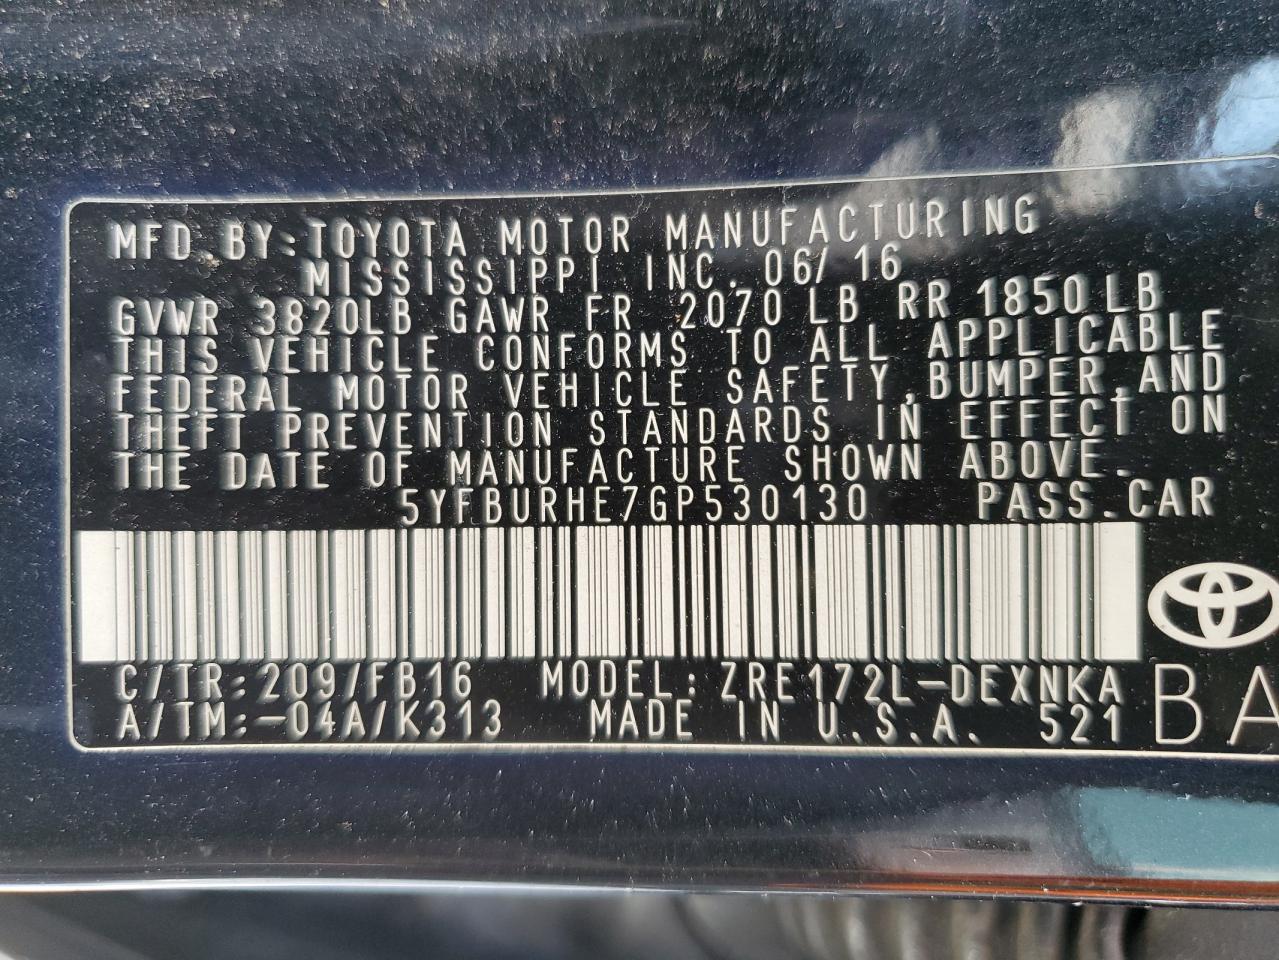 MFD.BY:TOYOTA MOTOR MANUFACTURING
MISSISSIPPI INC. 06/16
GVWR 3820LB GAWR FR 2070LB RR 1850LB
THIS VEHICLE CONFORMS TO ALL APPLICABLE
FEDERAL MOTOR VEHICLE SAFETY,BUMPER,AND
THEFT PREVENTION STANDARDS IN EFFECT ON
THE DATE OF MANUFACTURE SHOWN ABOVE.
5YFBURHE7GP530130 PASS.CAR
C/TR:209/FB16 MODEL:ZRE172L-DEXNKA
A/TM:-04A/K313 MADE IN U.S.A. 521
BA